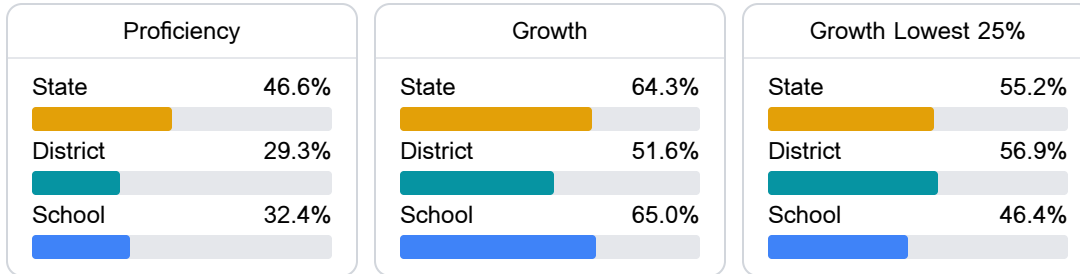 Proficiency
State 46.6%
District 29.3%
School 32.4%
Growth
State 64.3%
District 51.6%
School 65.0%
Growth Lowest 25%
State 55.2%
District 56.9%
School 46.4%